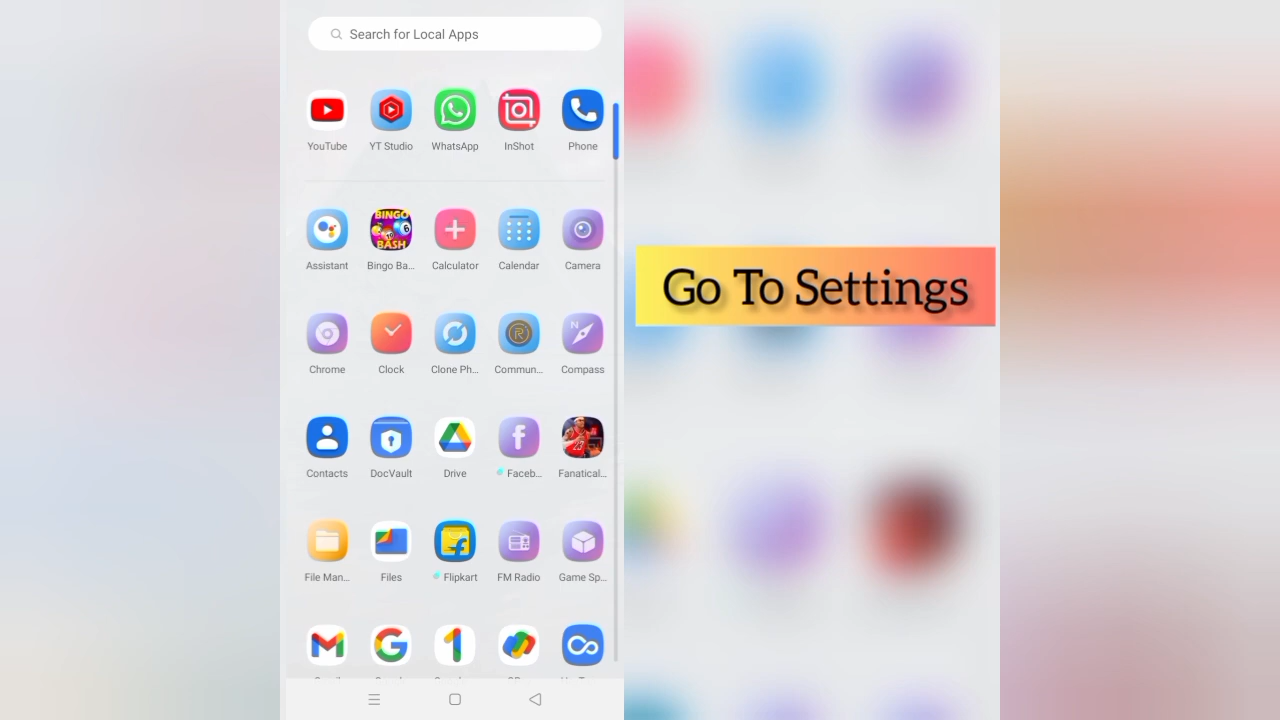 Search for Local Apps
YouTube YT Studio WhatsApp InShot Phone
BINGO
BASH
Assistant Bingo Ba... Calculator Calendar Camera
N
Chrome Clock Clone Ph... Commun... Compass
Contacts DocVault Drive Faceb... Fanatical...
File Man... Files Flipkart FM Radio Game Sp...
Go To Settings